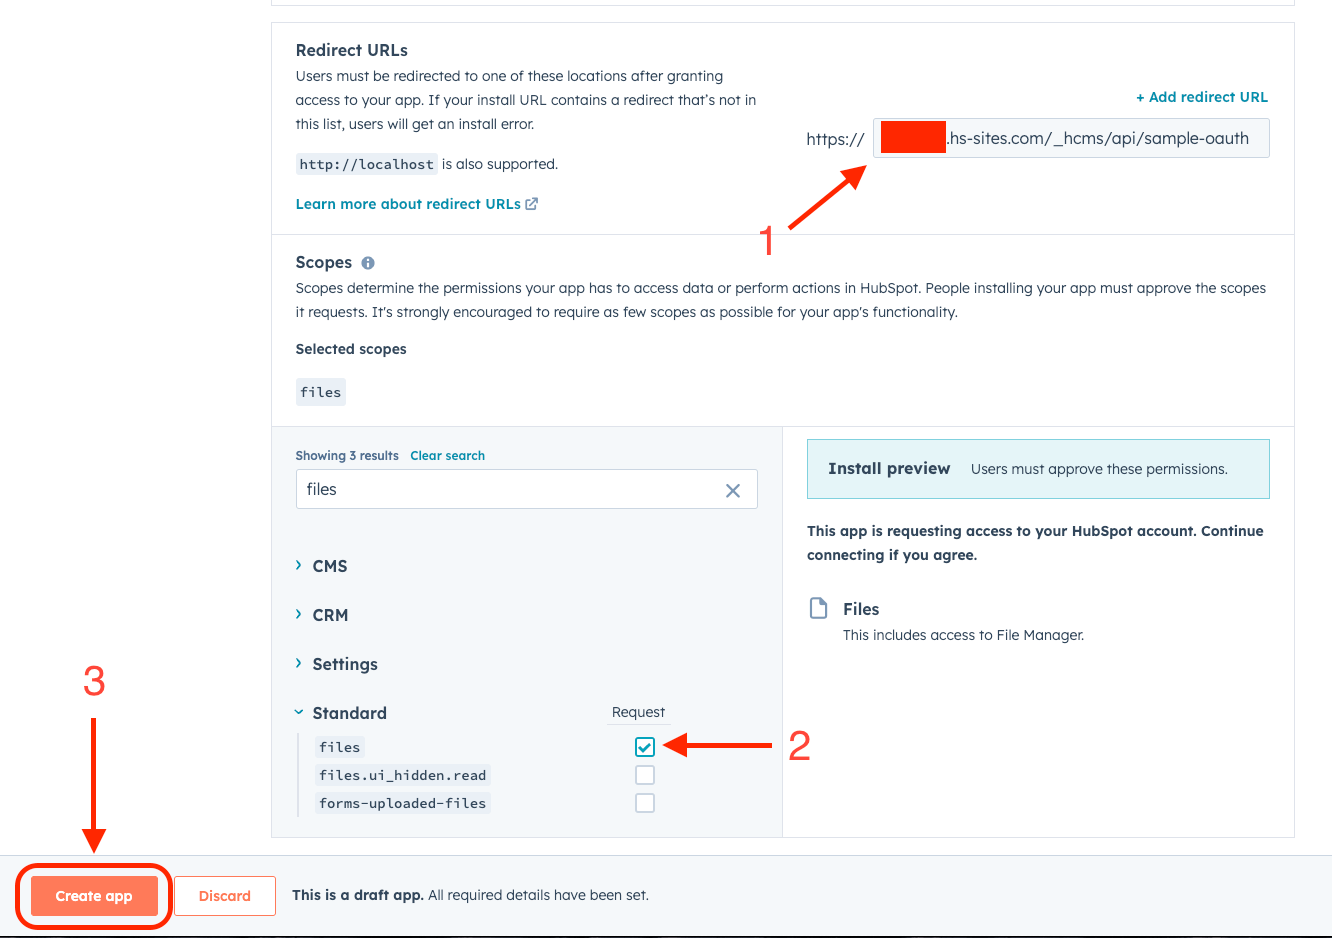 Redirect URLs
Users must be redirected to one of these locations after granting
access to your app. If your install URL contains a redirect that's not in
this list, users will get an install error.
http://localhost is also supported.
Learn more about redirect URLs
+ Add redirect URL
https:// .hs-sites.com/_hcms/api/sample-oauth
1
Scopes
Scopes determine the permissions your app has to access data or perform actions in HubSpot. People installing your app must approve the scopes
it requests. It's strongly encouraged to require as few scopes as possible for your app's functionality.
Selected scopes
files
Showing 3 results Clear search
files
CMS
CRM
Settings
Standard Request
files
files.ui_hidden.read
forms-uploaded-files
2
Install preview Users must approve these permissions.
This app is requesting access to your HubSpot account. Continue
connecting if you agree.
Files
This includes access to File Manager.
3
Create app Discard This is a draft app. All required details have been set.